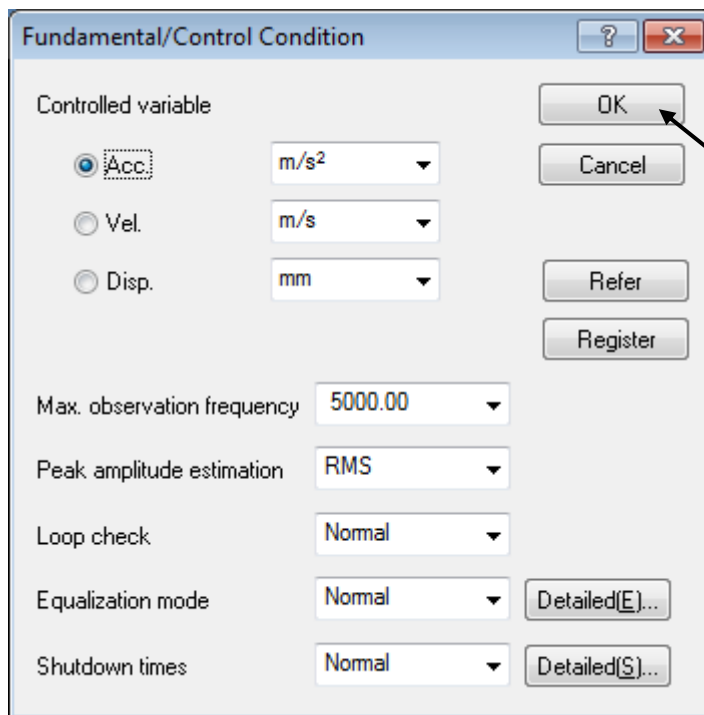 Fundamental/Control Condition
Controlled variable
OK
Acc.
m/s²
Cancel
Vel.
m/s
Disp.
mm
Refer
Register
Max. observation frequency
5000.00
Peak amplitude estimation
RMS
Loop check
Normal
Equalization mode
Normal
Detailed(E)...
Shutdown times
Normal
Detailed(S)...